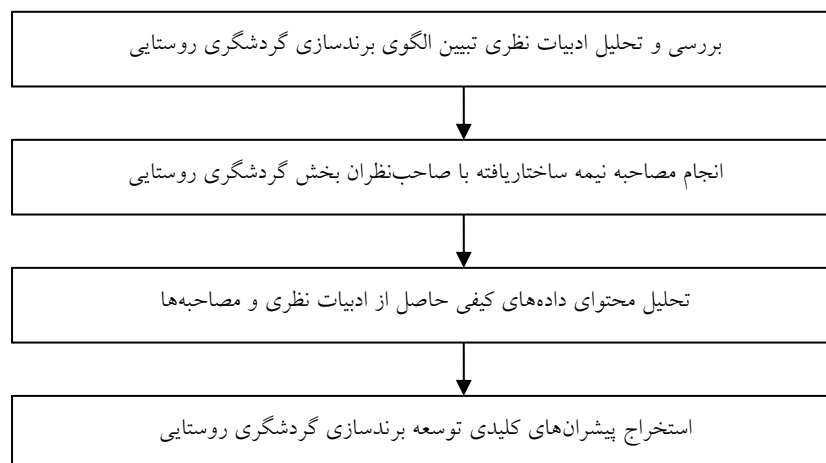 بررسی و تحلیل ادبیات نظری تبیین الگوی برندسازی گردشگری روستایی
انجام مصاحبه نیمه ساختاریافته با صاحب‌نظران بخش گردشگری روستایی
تحلیل محتوای داده‌های کیفی حاصل از ادبیات نظری و مصاحبه‌ها
استخراج پیشران‌های کلیدی توسعه برندسازی گردشگری روستایی